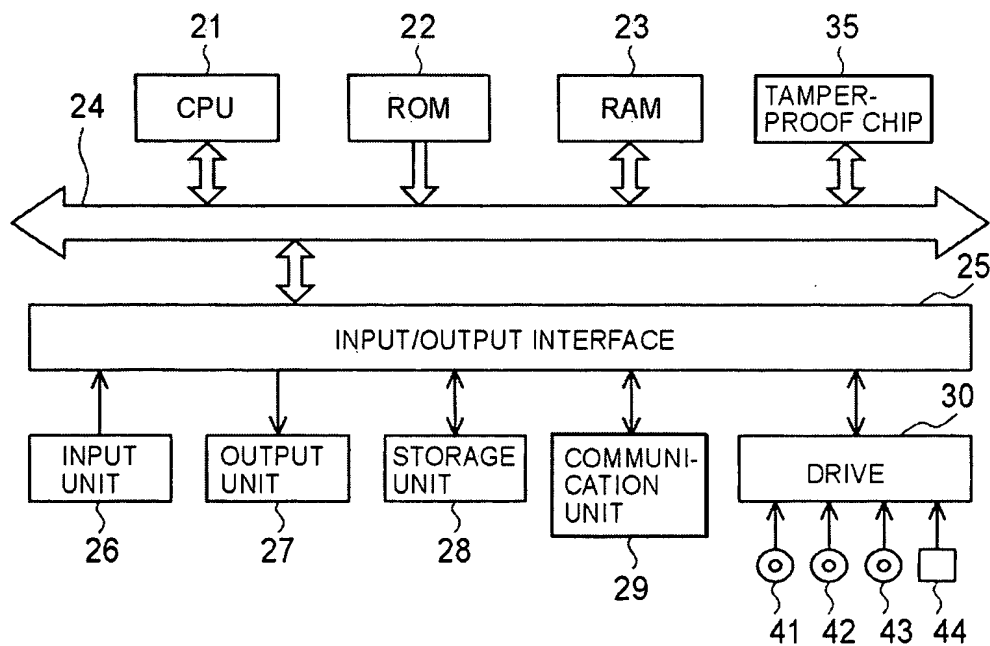 21
22
23
35
24
CPU
ROM
RAM
TAMPER-
PROOF CHIP
25
INPUT/OUTPUT INTERFACE
30
INPUT
UNIT
OUTPUT
UNIT
STORAGE
UNIT
COMMUNI-
CATION
UNIT
DRIVE
26
27
28
29
41
42
43
44